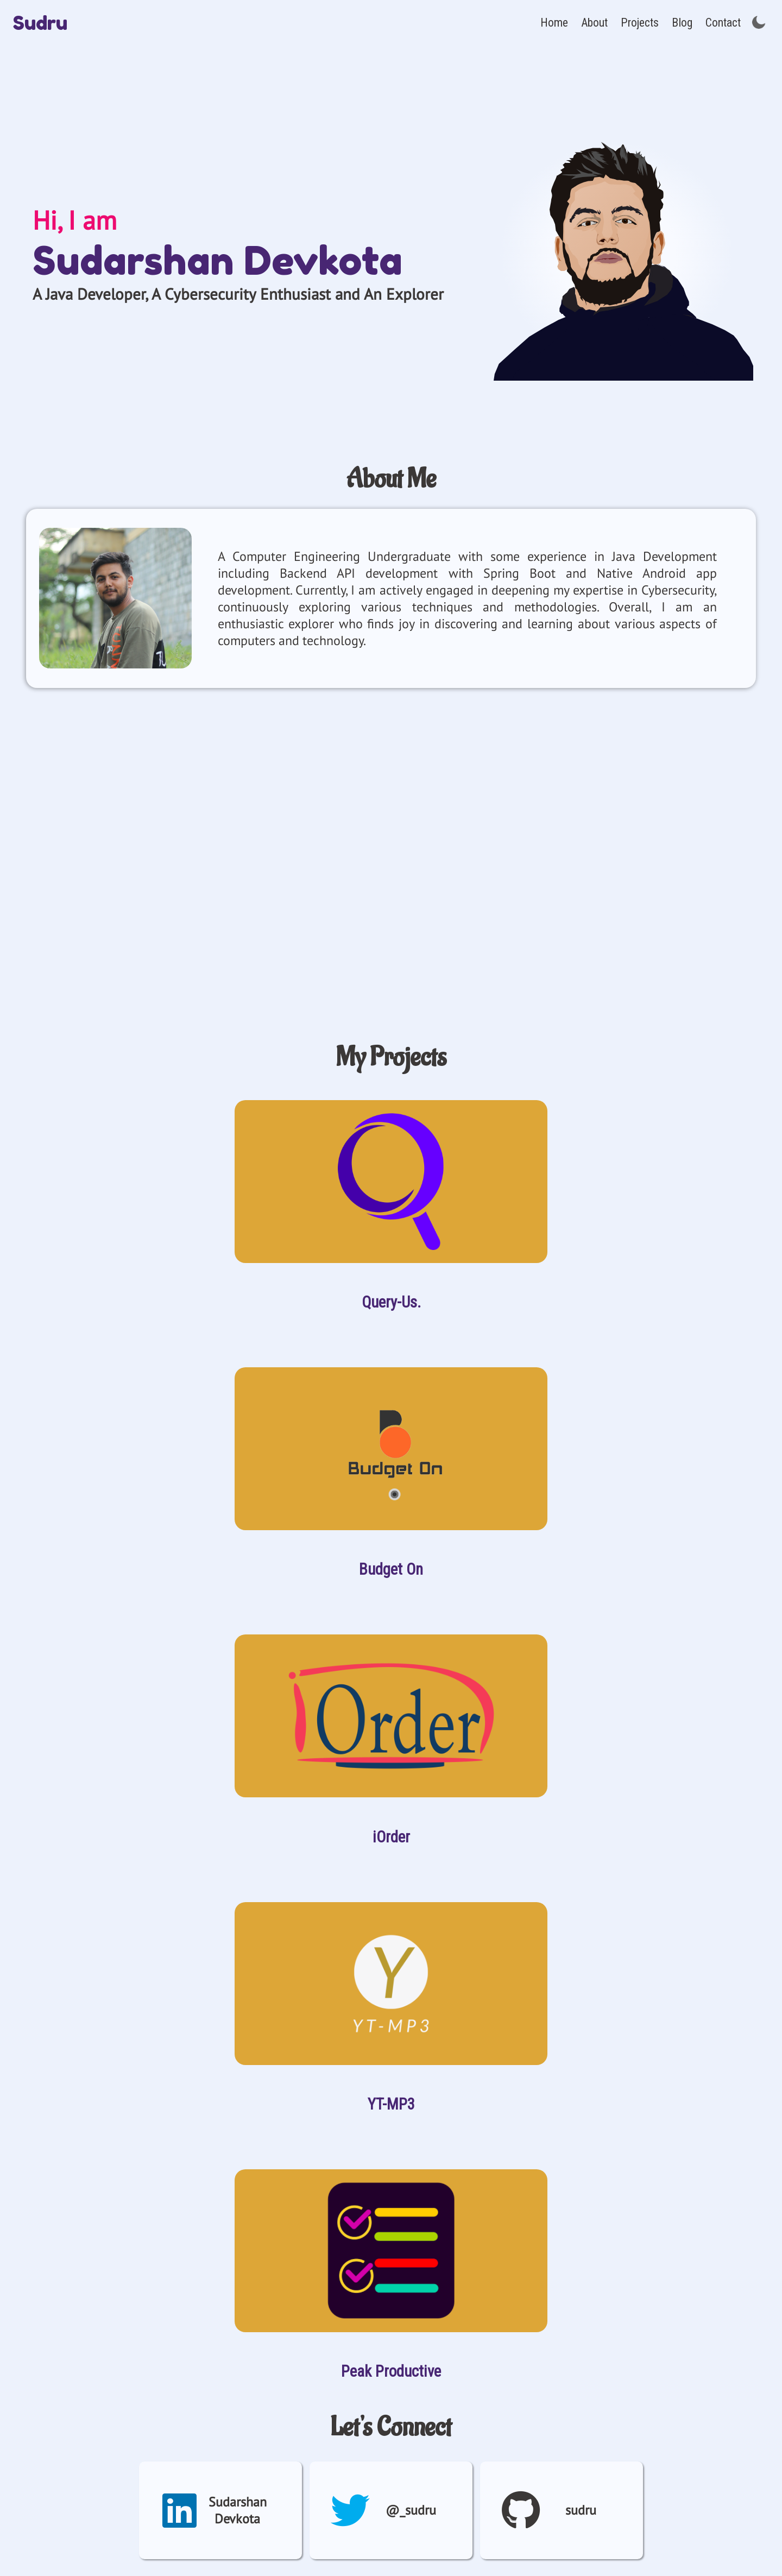 Sudru
Home About Projects Blog Contact
Hi, I am
Sudarshan Devkota
A Java Developer, A Cybersecurity Enthusiast and An Explorer
About Me
A Computer Engineering Undergraduate with some experience in Java Development
including Backend API development with Spring Boot and Native Android app
development. Currently, I am actively engaged in deepening my expertise in Cybersecurity,
continuously exploring various techniques and methodologies. Overall, I am an
enthusiastic explorer who finds joy in discovering and learning about various aspects of
computers and technology.
My Projects
Query-Us.
Budget On
Budget On
iOrder
iOrder
Y
YT-MP3
YT-MP3
Peak Productive
Let's Connect
in
Sudarshan
Devkota
@_sudru
sudru